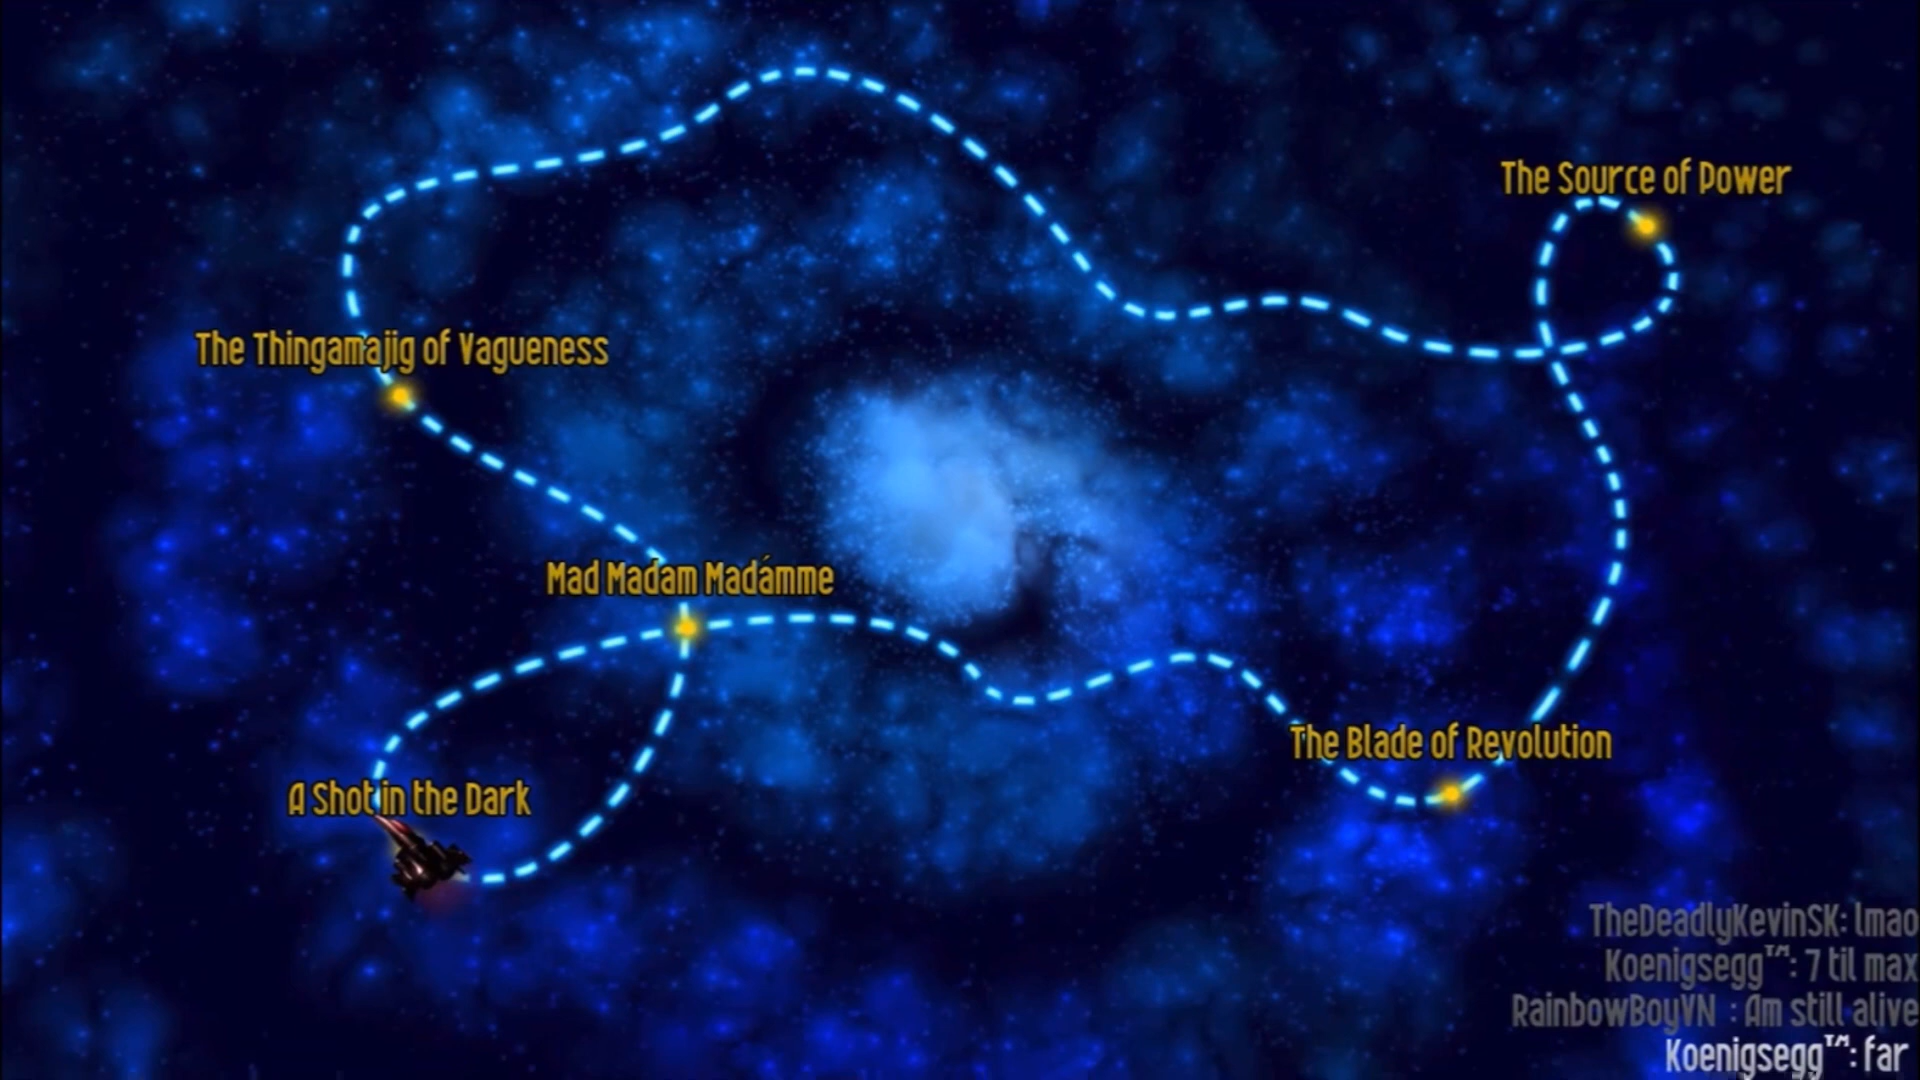 The Source of Power
The Thingamajig of Vagueness
Mad Madam Madámme
The Blade of Revolution
A Shot in the Dark
TheDeadlyKevinSK: lmao
Koenigsegg™: 7 til max
RainbowBoyVN : Am still alive
Koenigsegg™: far